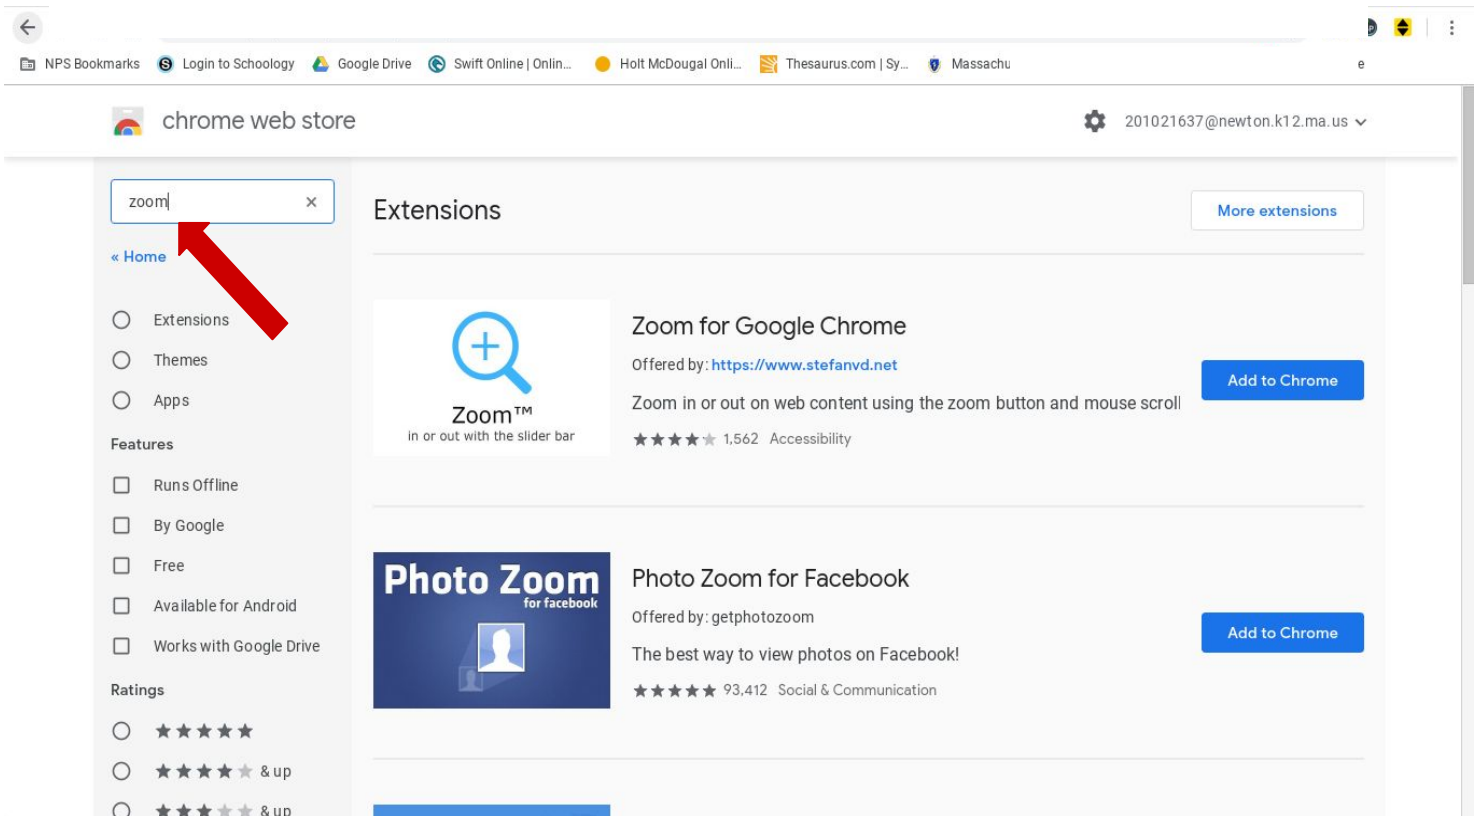 NPS Bookmarks Login to Schoology Google Drive Swift Online | Onlin... Holt McDougal Onli... Thesaurus.com | Sy... Massachu e
chrome web store
201021637@newton.k12.ma.us
zoom
Extensions
More extensions
« Home
Extensions
Themes
Apps
Features
Runs Offline
By Google
Free
Available for Android
Works with Google Drive
Ratings
& up
& up
Zoom™
in or out with the slider bar
Zoom for Google Chrome
Offered by: https://www.stefanvd.net
Zoom in or out on web content using the zoom button and mouse scroll
1,562 Accessibility
Add to Chrome
Photo Zoom
for facebook
Photo Zoom for Facebook
Offered by: getphotozoom
The best way to view photos on Facebook!
93,412 Social & Communication
Add to Chrome